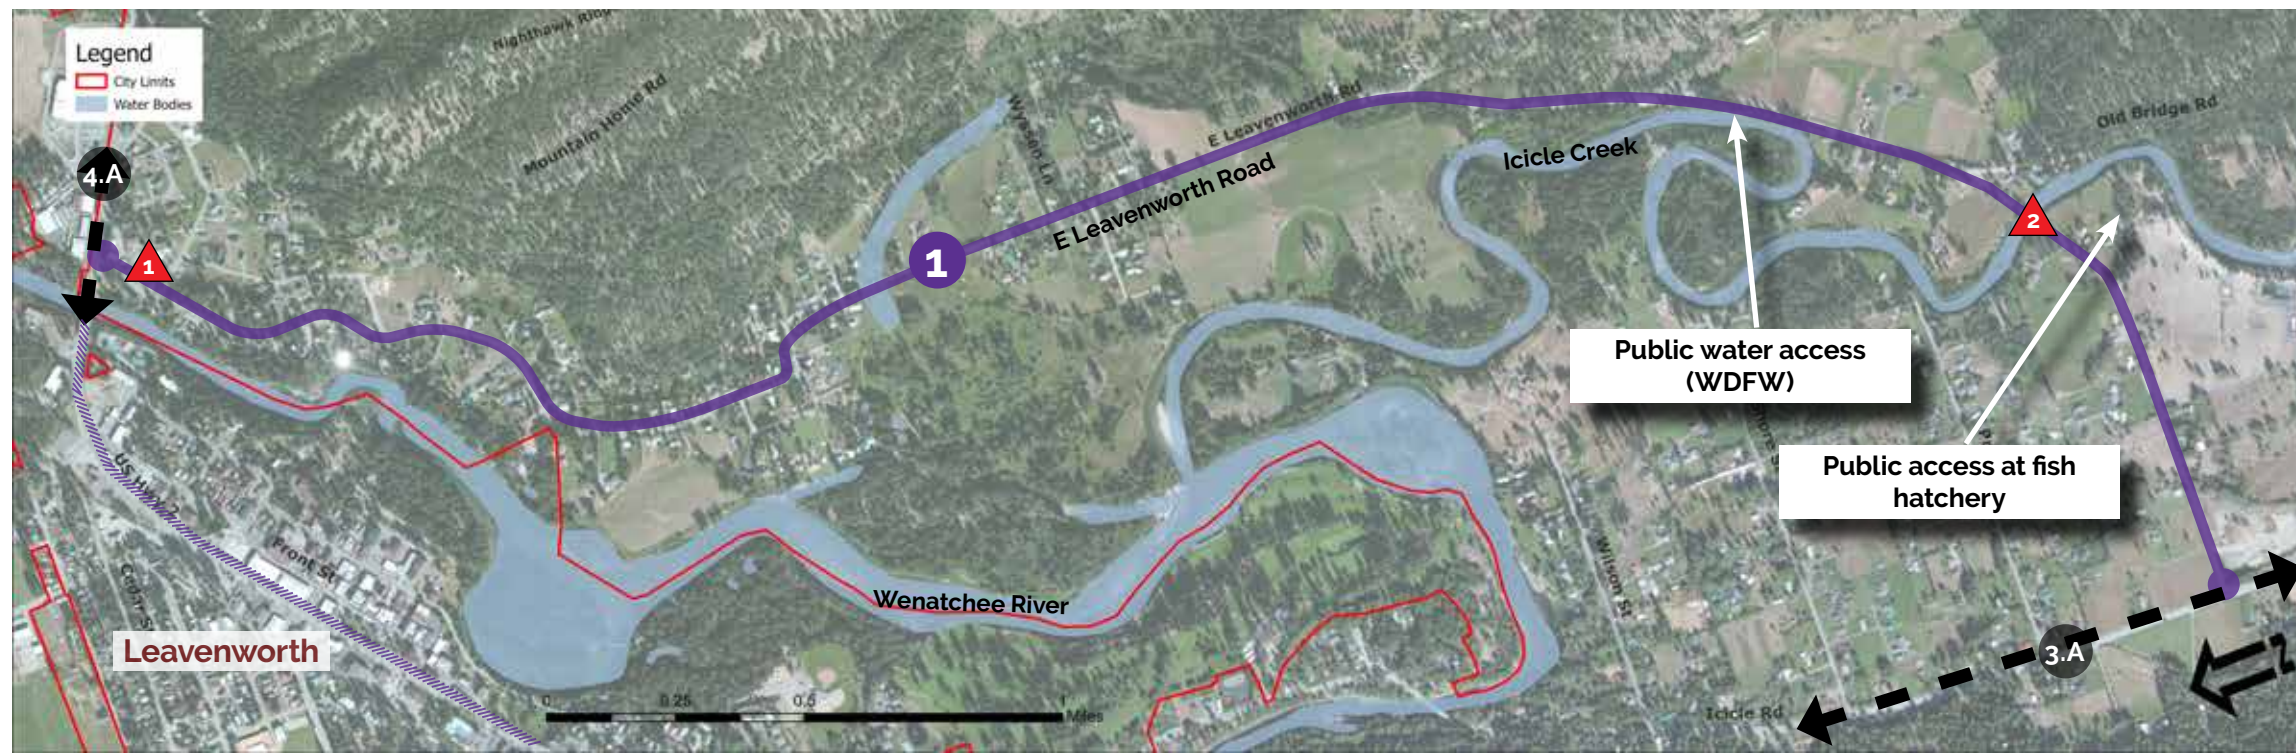 Legend
City Limits
Water Bodies
Nighthawk Ridge
Mountain Home Rd
Wysson Ln
E Leavenworth Rd
E Leavenworth Road
Icicle Creek
Old Bridge Rd
4.A
1
1
2
Public water access
(WDFW)
Public access at fish
hatchery
US Hwy 2
Front St
Cedar S
Leavenworth
Wenatchee River
Wilson St
Icicle Rd
3.A
N
0
0.25
0.5
1
Miles